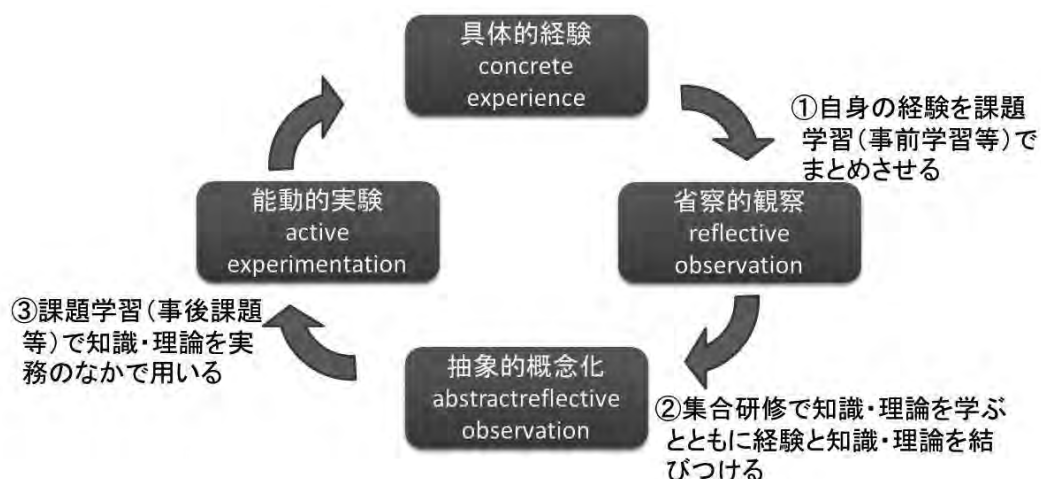 具体的経験
concrete
experience
①自身の経験を課題
学習(事前学習等)で
まとめさせる
省察的観察
reflective
observation
②集合研修で知識・理論を学ぶ
とともに経験と知識・理論を結
びつける
抽象的概念化
abstractreflective
observation
③課題学習(事後課題
等)で知識・理論を実
務のなかで用いる
能動的実験
active
experimentation